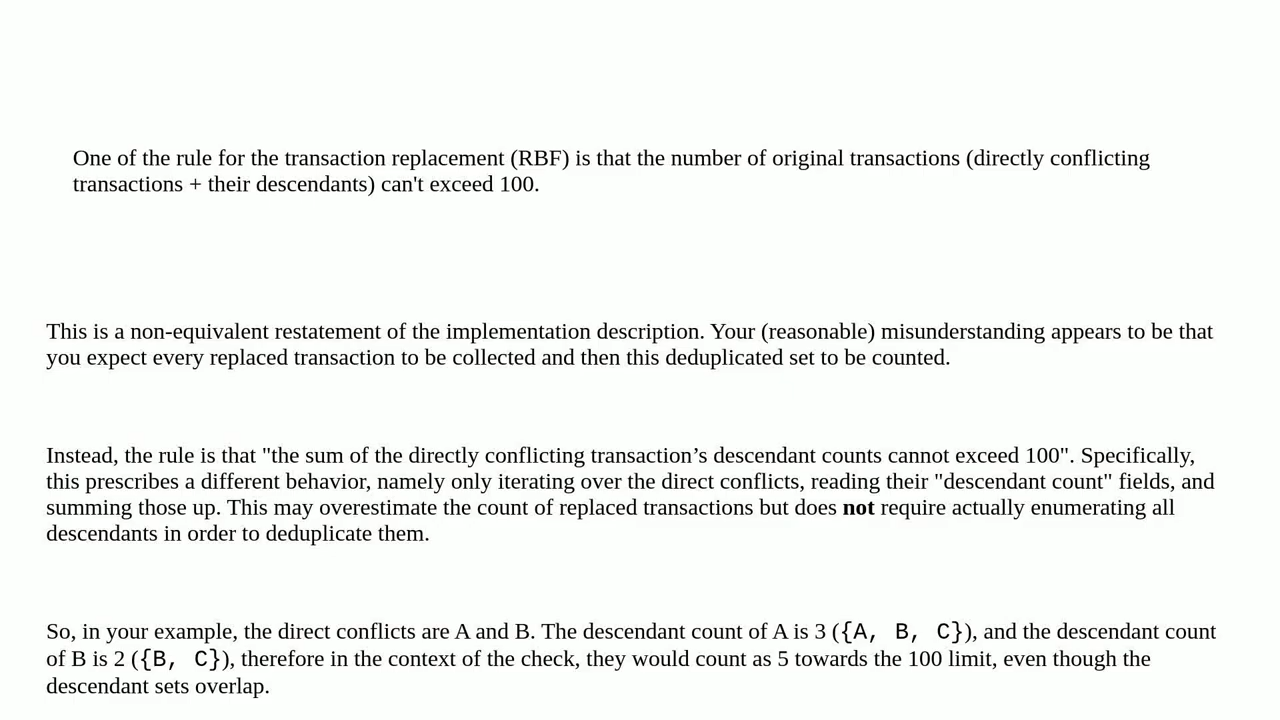 One of the rule for the transaction replacement (RBF) is that the number of original transactions (directly conflicting
transactions + their descendants) can't exceed 100.
This is a non-equivalent restatement of the implementation description. Your (reasonable) misunderstanding appears to be that
you expect every replaced transaction to be collected and then this deduplicated set to be counted.
Instead, the rule is that "the sum of the directly conflicting transaction’s descendant counts cannot exceed 100". Specifically,
this prescribes a different behavior, namely only iterating over the direct conflicts, reading their "descendant count" fields, and
summing those up. This may overestimate the count of replaced transactions but does not require actually enumerating all
descendants in order to deduplicate them.
So, in your example, the direct conflicts are A and B. The descendant count of A is 3 ({A, B, C}), and the descendant count
of B is 2 ({B, C}), therefore in the context of the check, they would count as 5 towards the 100 limit, even though the
descendant sets overlap.